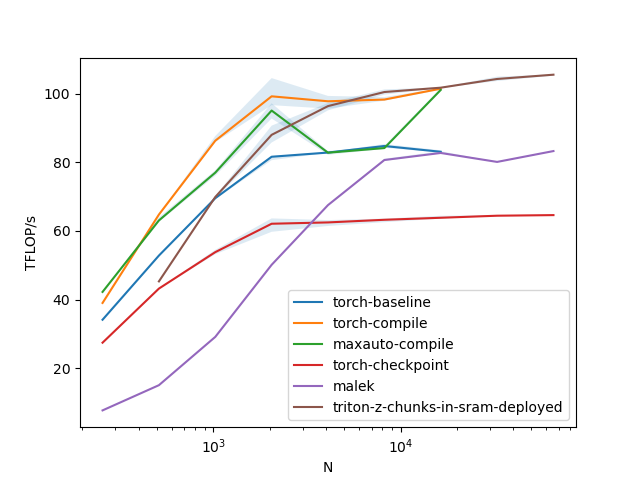 100
80
60
40
20
TFLOP/s
10³
10⁴
N
torch-baseline
torch-compile
maxauto-compile
torch-checkpoint
malek
triton-z-chunks-in-sram-deployed